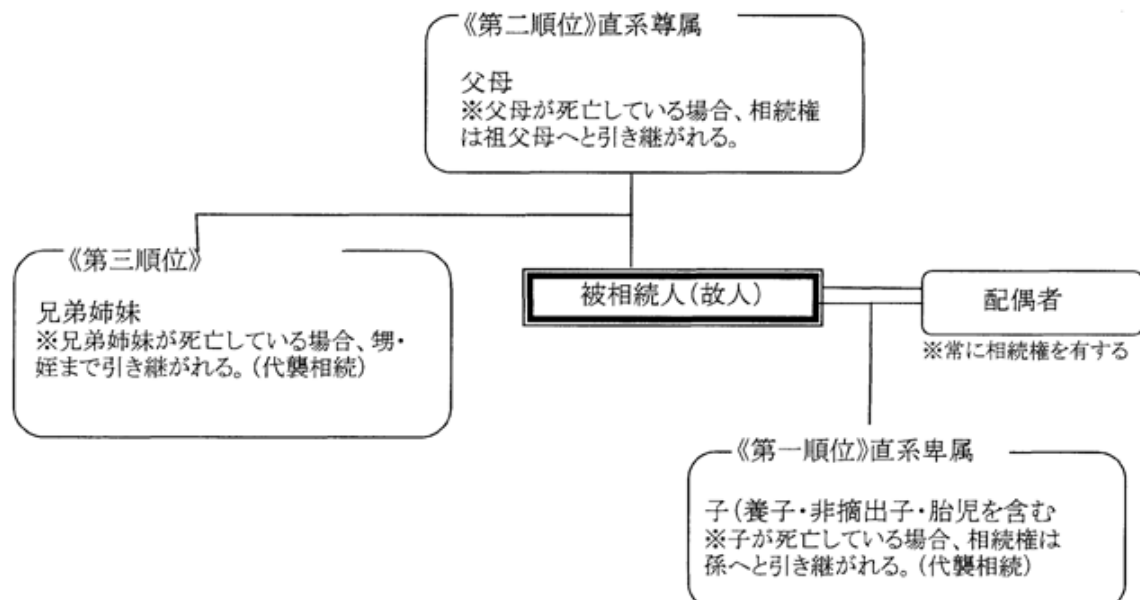 《第二順位》直系尊属
父母
※父母が死亡している場合、相続権
は祖父母へと引き継がれる。
《第三順位》
兄弟姉妹
※兄弟姉妹が死亡している場合、甥・
姪まで引き継がれる。(代襲相続)
被相続人(故人)
配偶者
※常に相続権を有する
《第一順位》直系卑属
子(養子・非摘出子・胎児を含む
※子が死亡している場合、相続権は
孫へと引き継がれる。(代襲相続)